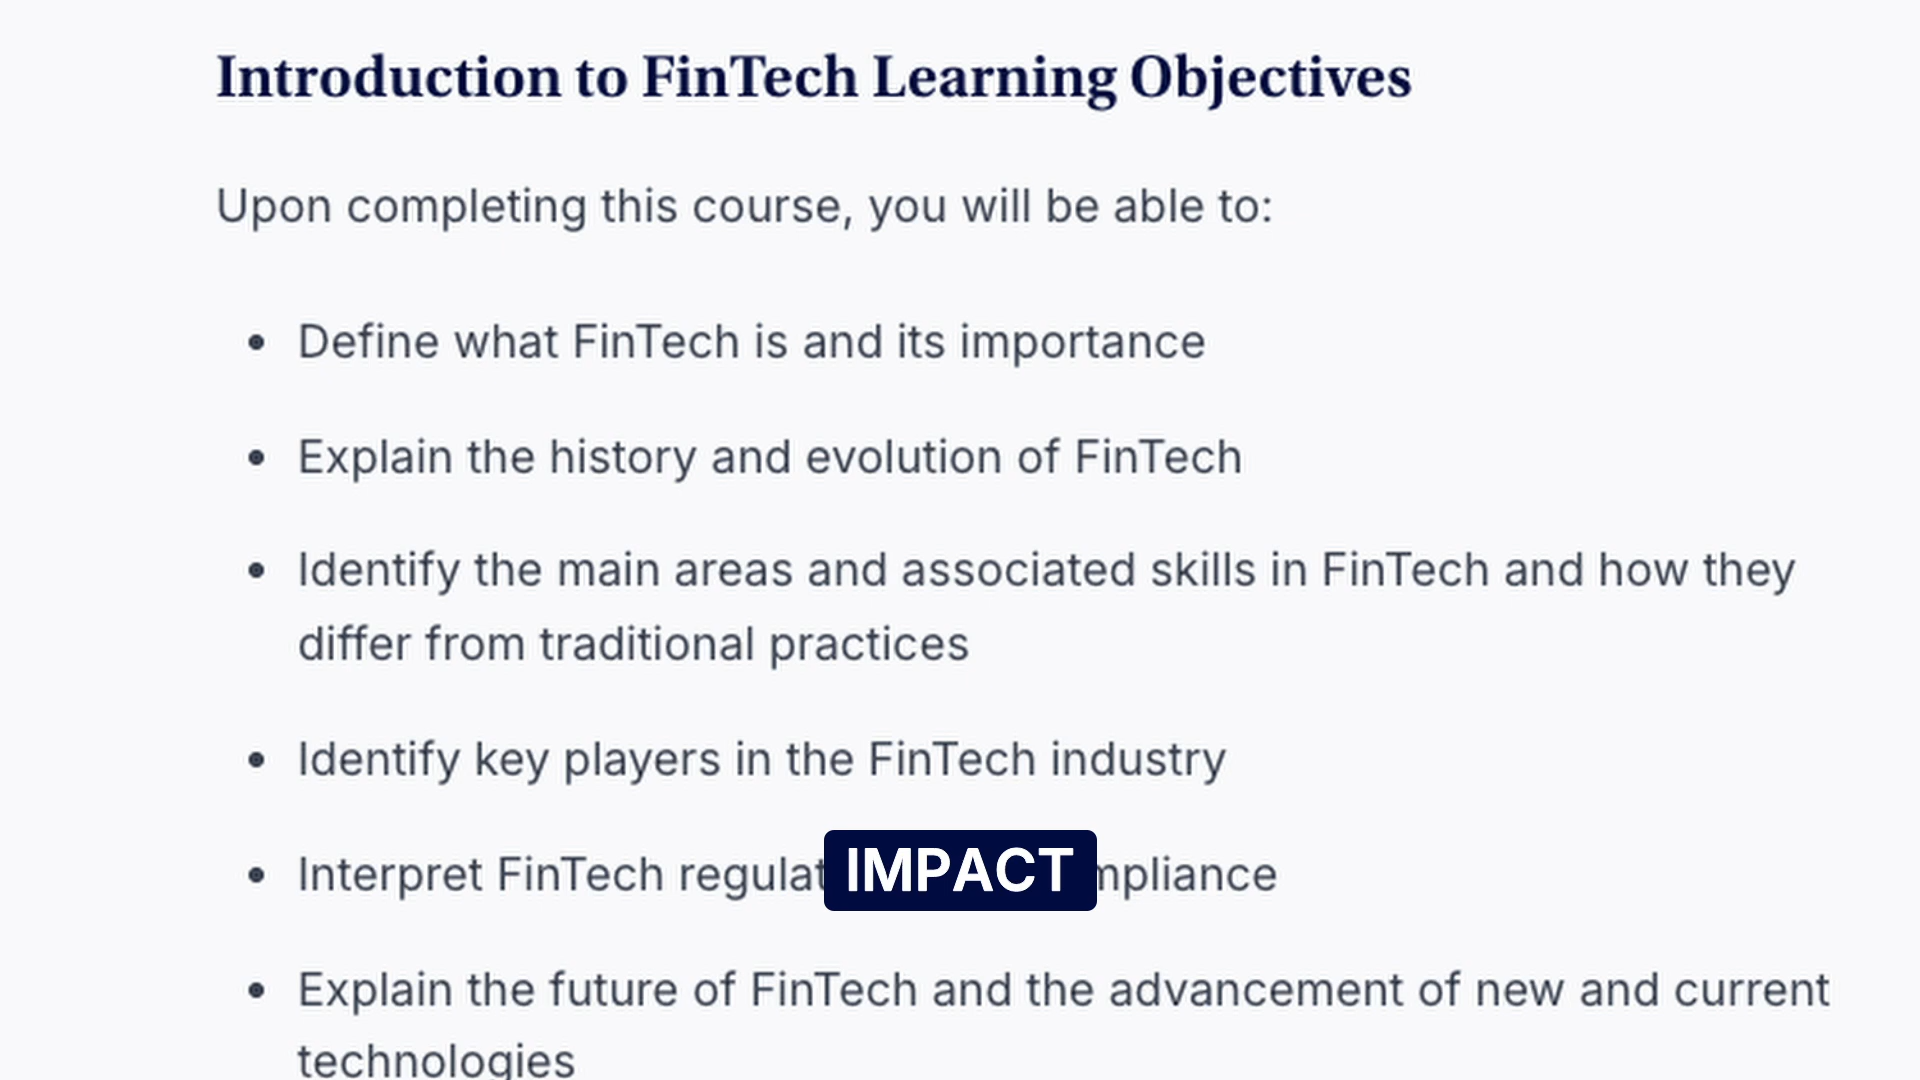 Introduction to FinTech Learning Objectives
Upon completing this course, you will be able to:
• Define what FinTech is and its importance
• Explain the history and evolution of FinTech
• Identify the main areas and associated skills in FinTech and how they
differ from traditional practices
• Identify key players in the FinTech industry
• Interpret FinTech
IMPACT
• Explain the future of FinTech and the advancement of new and current
technologies